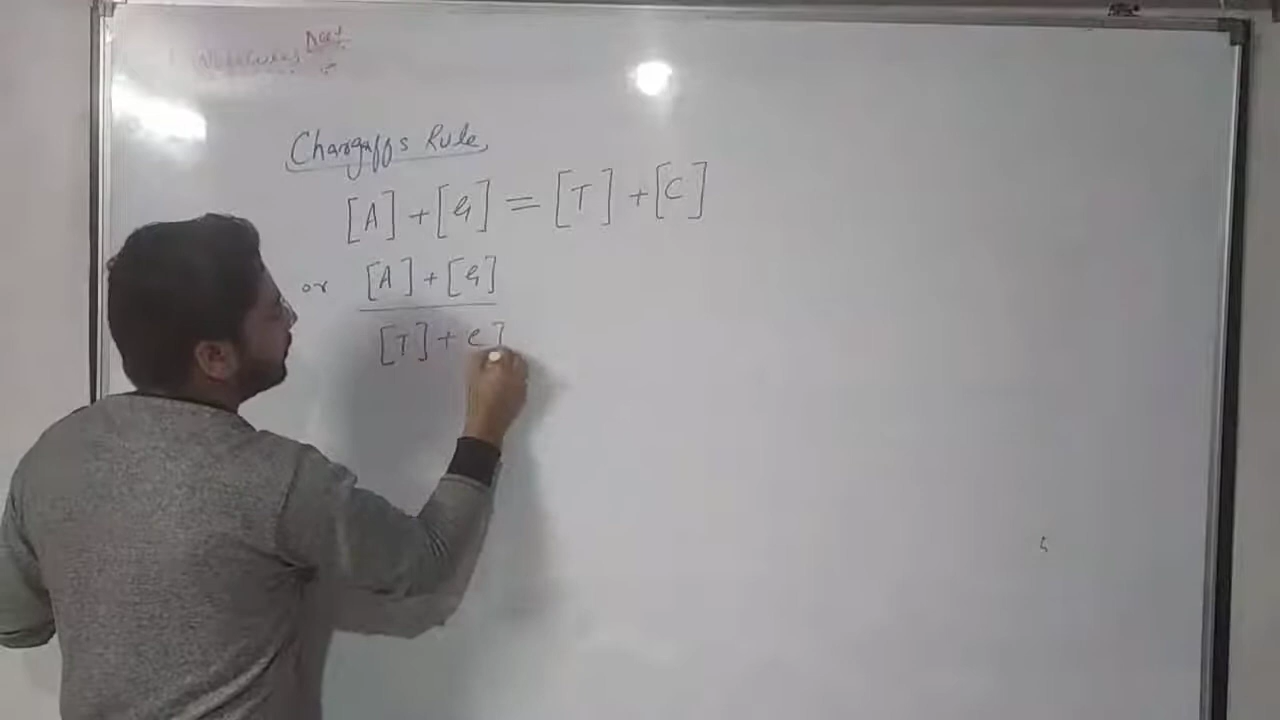 Chargaffs Rule
[A] + [G] = [T] + [C]
or [A] + [G]
[T] + C]